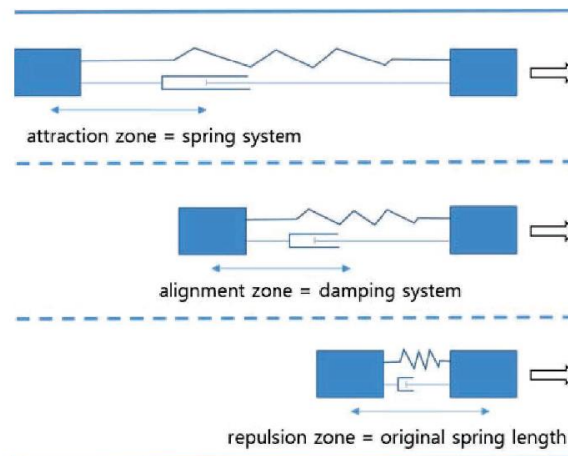 attraction zone = spring system
alignment zone = damping system
repulsion zone = original spring length